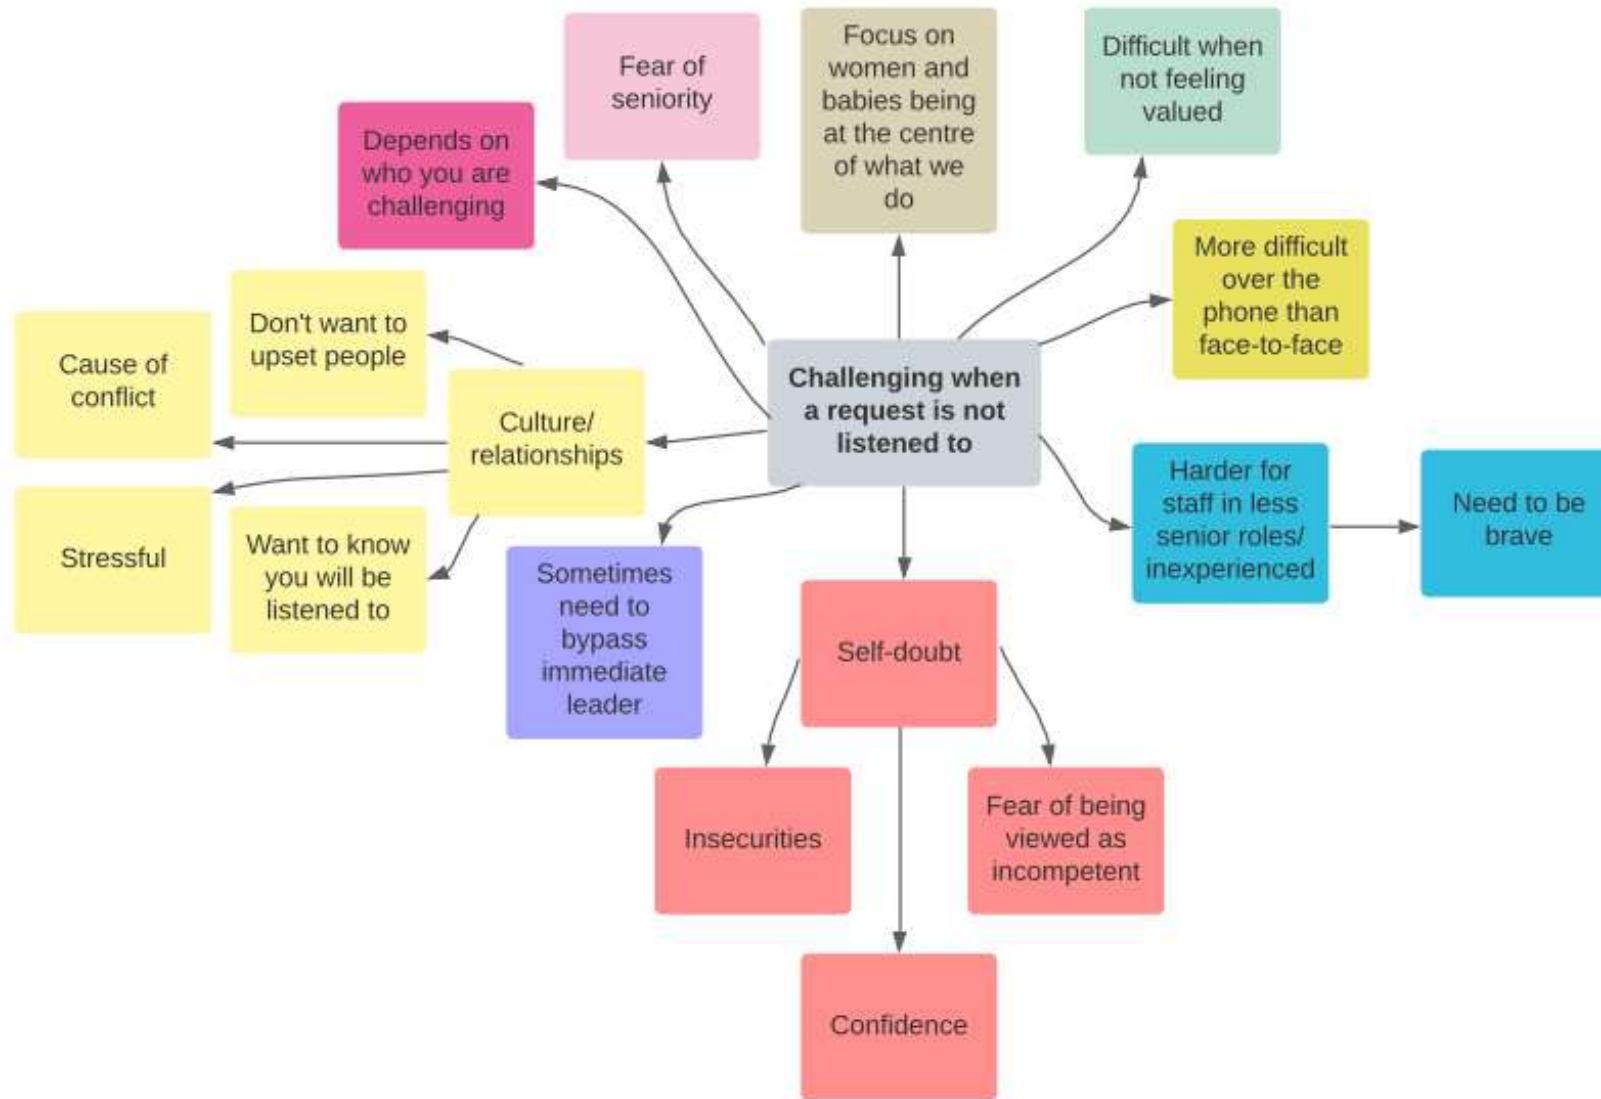 Fear of
seniority
Focus on
women and
babies being
at the centre
of what we
do
Difficult when
not feeling
valued
Depends on
who you are
challenging
More difficult
over the
phone than
face-to-face
Don't want to
upset people
Cause of
conflict
Culture/
relationships
Challenging when
a request is not
listened to
Harder for
staff in less
senior roles/
inexperienced
Need to be
brave
Stressful
Want to know
you will be
listened to
Sometimes
need to
bypass
immediate
leader
Self-doubt
Insecurities
Fear of being
viewed as
incompetent
Confidence